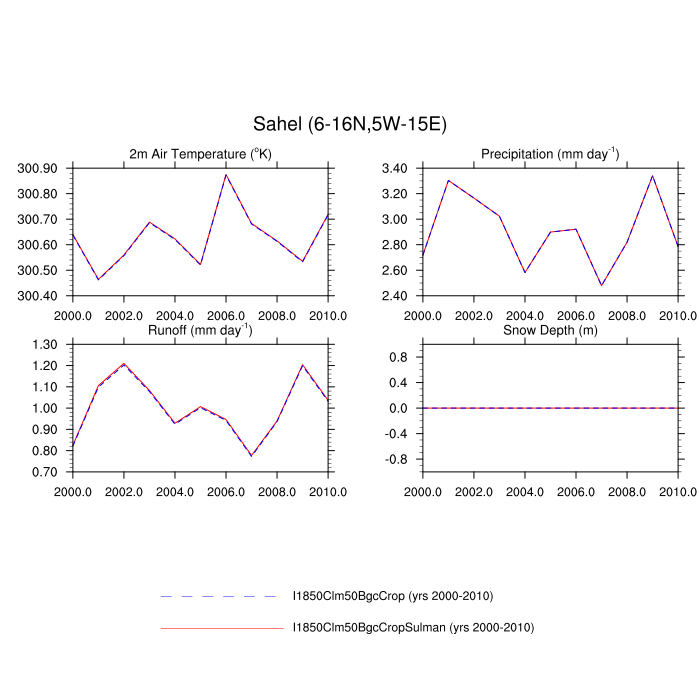 Sahel (6-16N,5W-15E)
2m Air Temperature (°K)
300.90
300.80
300.70
300.60
300.50
300.40
2000.0 2002.0 2004.0 2006.0 2008.0 2010.0
Precipitation (mm day⁻¹)
3.40
3.20
3.00
2.80
2.60
2.40
2000.0 2002.0 2004.0 2006.0 2008.0 2010.0
Runoff (mm day⁻¹)
1.30
1.20
1.10
1.00
0.90
0.80
0.70
2000.0 2002.0 2004.0 2006.0 2008.0 2010.0
Snow Depth (m)
0.8
0.4
0.0
-0.4
-0.8
2000.0 2002.0 2004.0 2006.0 2008.0 2010.0
I1850Clm50BgcCrop (yrs 2000-2010)
I1850Clm50BgcCropSulman (yrs 2000-2010)